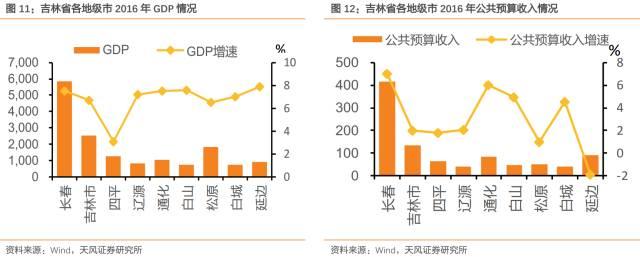 图 11：吉林省各地级市 2016 年 GDP 情况
GDP
GDP增速
%
7,000
6,000
5,000
4,000
3,000
2,000
1,000
0
10
8
6
4
2
0
长春
吉林市
四平
辽源
通化
白山
松原
白城
延边
资料来源：Wind，天风证券研究所
图 12：吉林省各地级市 2016 年公共预算收入情况
公共预算收入
公共预算收入增速
%
500
400
300
200
100
0
8
6
4
2
0
-2
长春
吉林市
四平
辽源
通化
白山
松原
白城
延边
资料来源：Wind，天风证券研究所